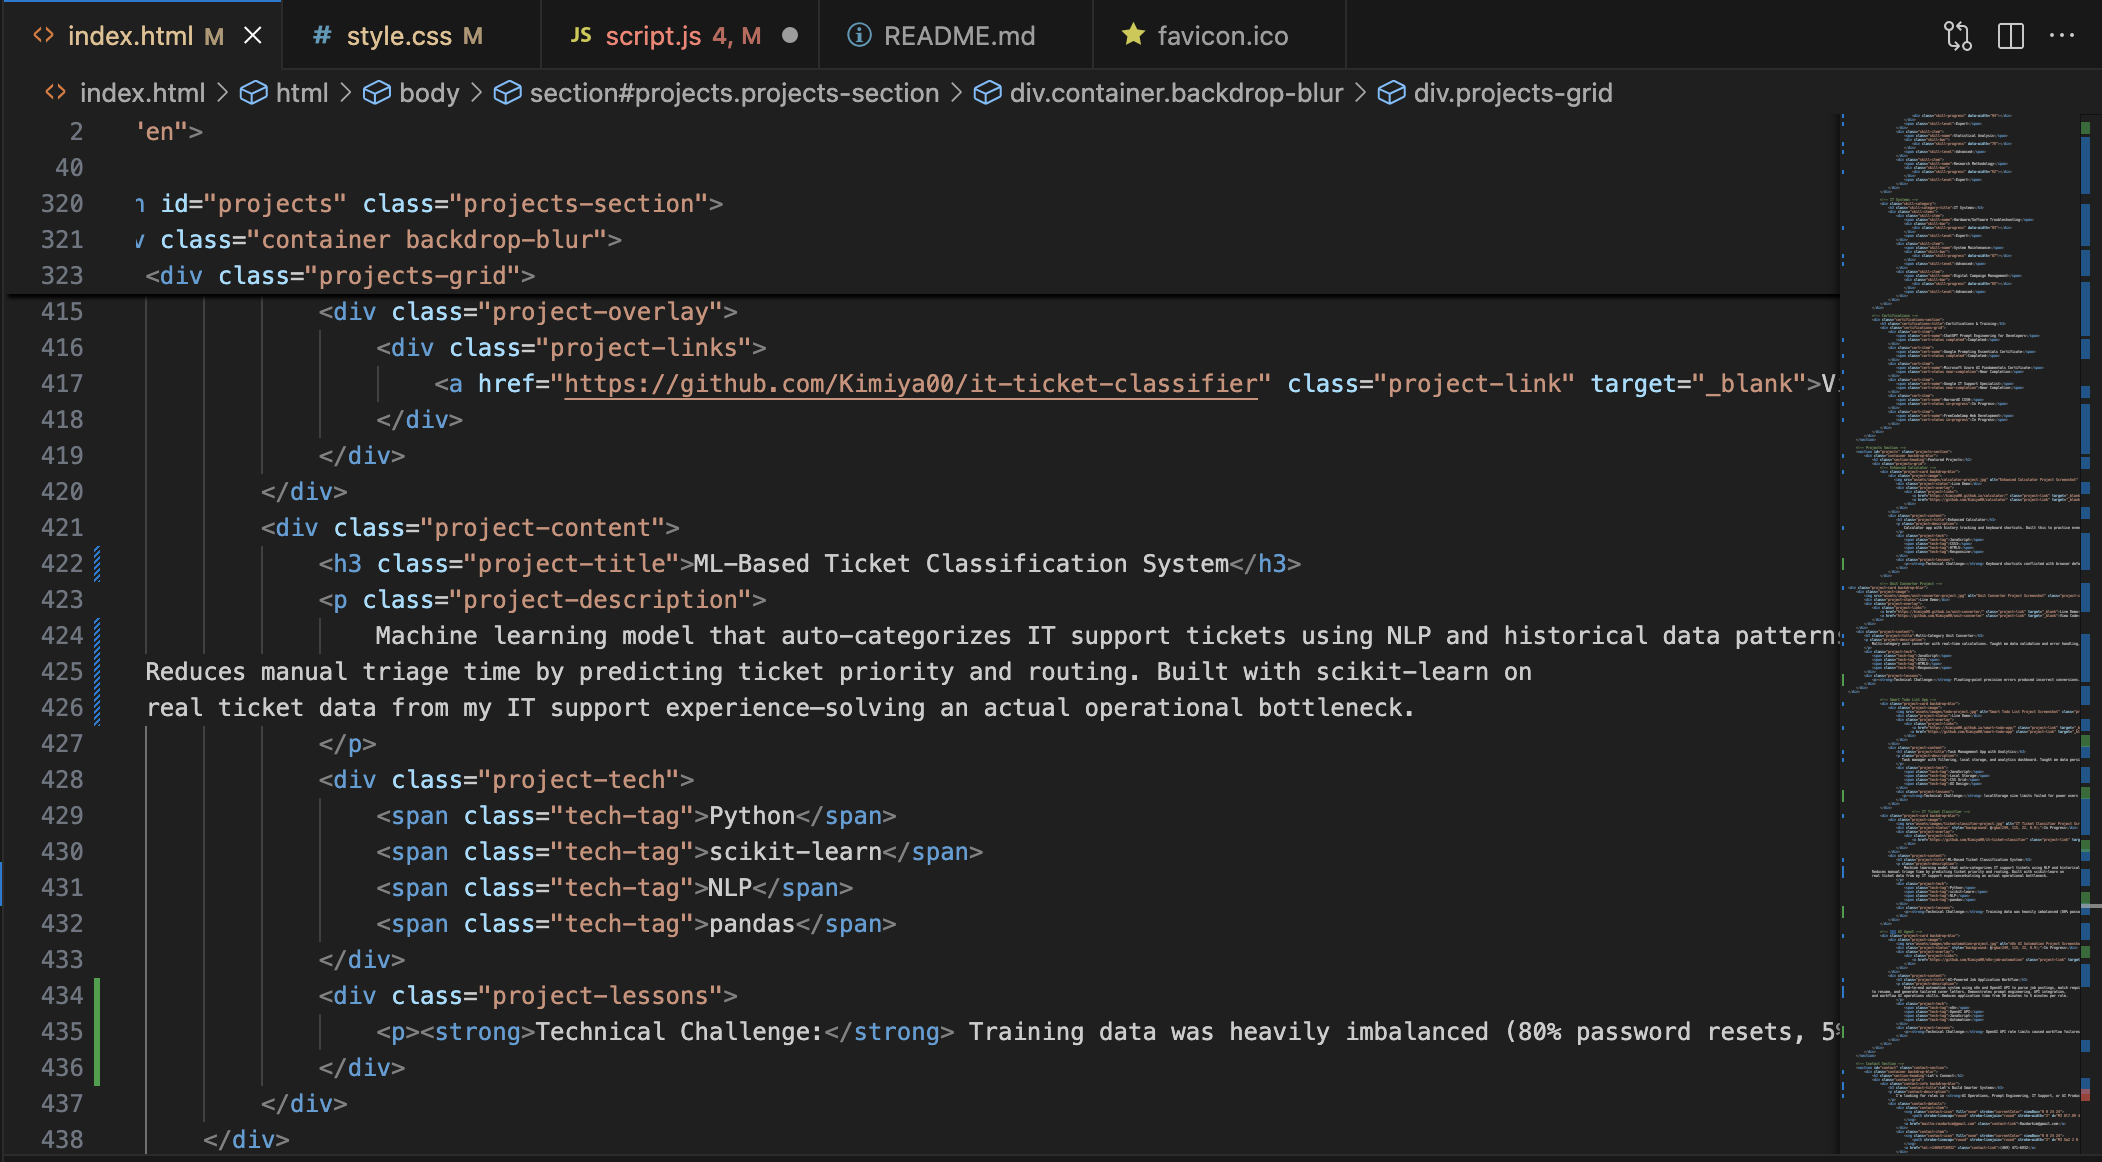 index.html M
style.css M
JS script.js 4, M
README.md
favicon.ico
index.html > html > body > section#projects.projects-section > div.container.backdrop-blur > div.projects-grid
2 'en">
40
320 id="projects" class="projects-section">
321 class="container backdrop-blur">
323 <div class="projects-grid">
415 <div class="project-overlay">
416 <div class="project-links">
417 <a href="https://github.com/Kimiya00/it-ticket-classifier" class="project-link" target="_blank">V
418 </div>
419 </div>
420 </div>
421 <div class="project-content">
422 <h3 class="project-title">ML-Based Ticket Classification System</h3>
423 <p class="project-description">
424 Machine learning model that auto-categorizes IT support tickets using NLP and historical data patterns
425 Reduces manual triage time by predicting ticket priority and routing. Built with scikit-learn on
426 real ticket data from my IT support experience—solving an actual operational bottleneck.
427 </p>
428 <div class="project-tech">
429 <span class="tech-tag">Python</span>
430 <span class="tech-tag">scikit-learn</span>
431 <span class="tech-tag">NLP</span>
432 <span class="tech-tag">pandas</span>
433 </div>
434 <div class="project-lessons">
435 <p><strong>Technical Challenge:</strong> Training data was heavily imbalanced (80% password resets, 5%
436 </div>
437 </div>
438 </div>